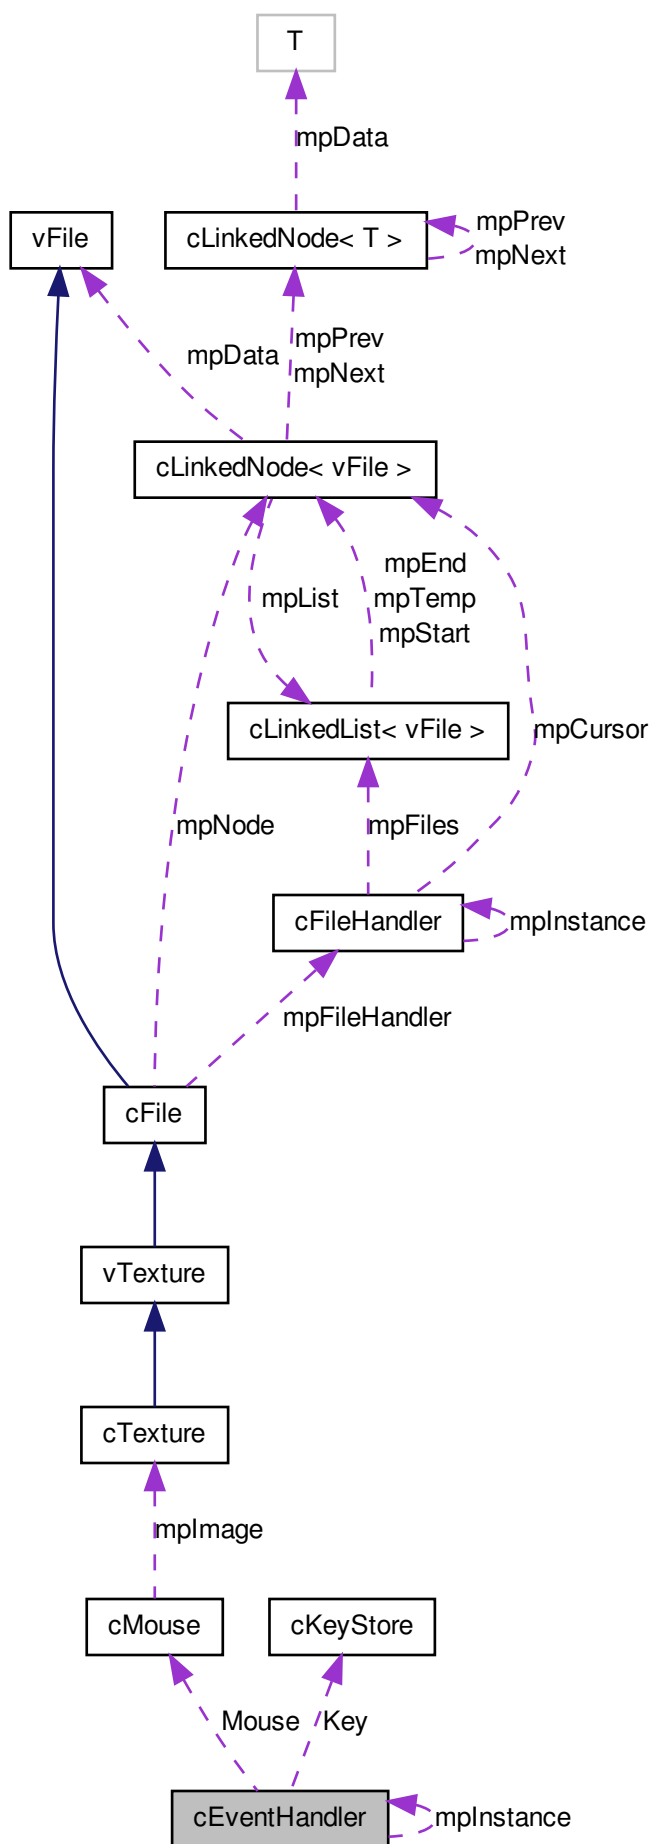 T
mpData
vFile
cLinkedNode< T >
mpPrev
mpNext
mpData
mpPrev
mpNext
cLinkedNode< vFile >
mpList
mpEnd
mpTemp
mpStart
cLinkedList< vFile >
mpCursor
mpNode
mpFiles
cFileHandler
mpInstance
mpFileHandler
cFile
vTexture
cTexture
mpImage
cMouse
cKeyStore
Mouse
Key
cEventHandler
mpInstance